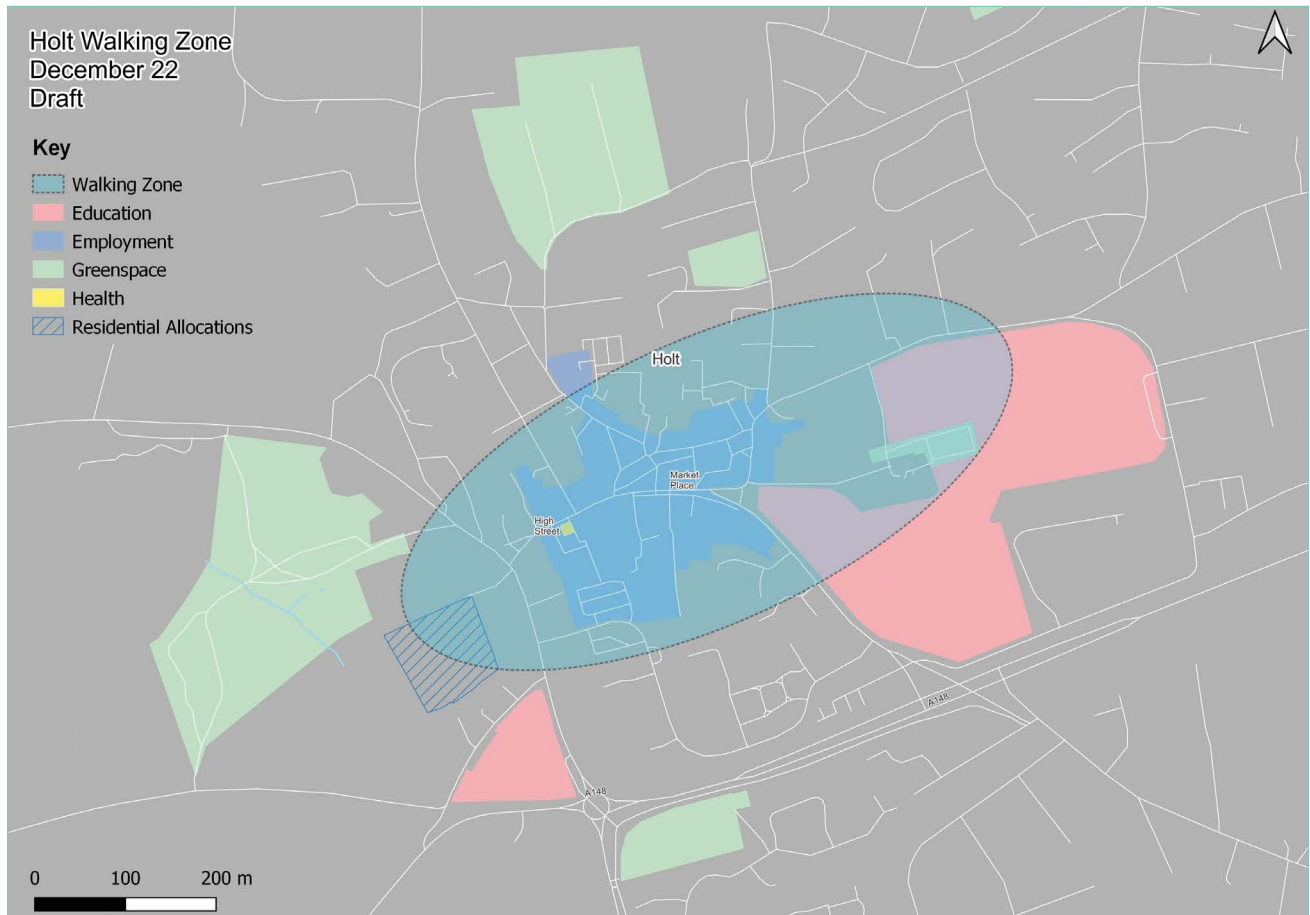 Holt Walking Zone
December 22
Draft
Key
Walking Zone
Education
Employment
Greenspace
Health
Residential Allocations
Holt
Market
Place
High
Street
A148
A148
0 100 200 m